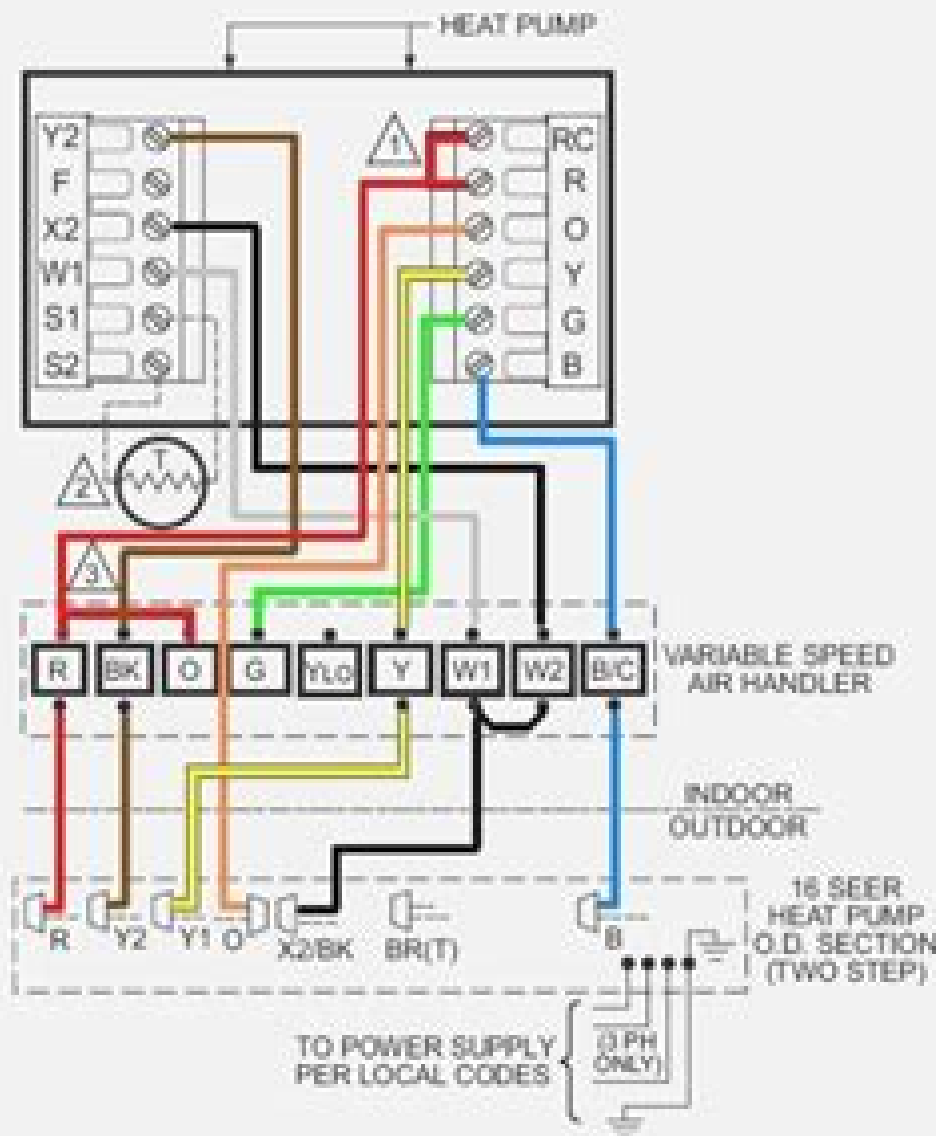 HEAT PUMP
Y2
F
X2
W1
S1
S2
1
RC
R
O
Y
G
B
T
2
3
R
BK
O
G
YLO
Y
W1
W2
B/C
VARIABLE SPEED
AIR HANDLER
INDOOR
OUTDOOR
R
Y2
Y1
O
X2/BK
BR(T)
B
16 SEER
HEAT PUMP
O.D. SECTION
(TWO STEP)
TO POWER SUPPLY
PER LOCAL CODES
(3 PH
ONLY)